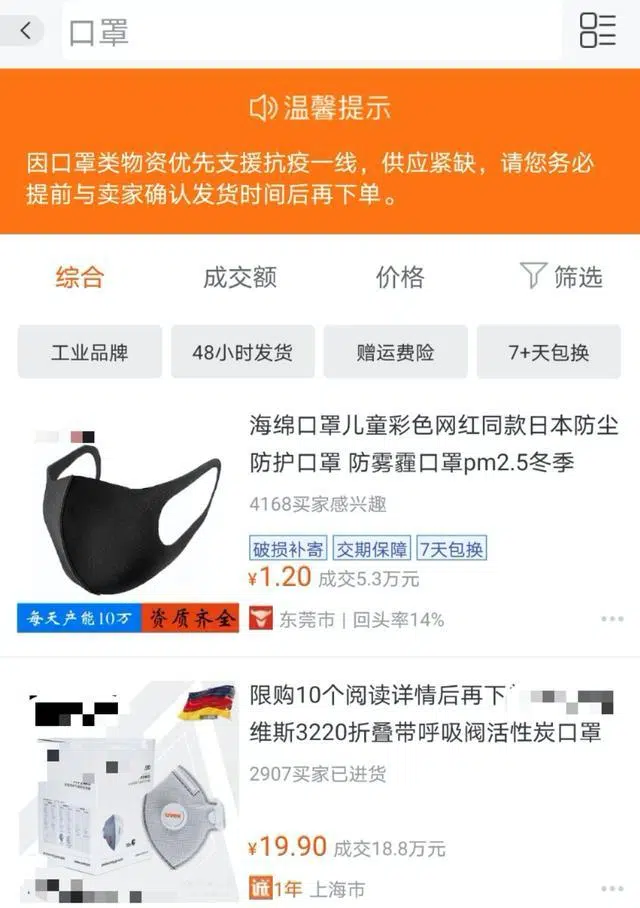 口罩
温馨提示
因口罩类物资优先支援抗疫一线，供应紧缺，请您务必
提前与卖家确认发货时间后再下单。
综合 成交额 价格 筛选
工业品牌 48小时发货 赠运费险 7+天包换
海绵口罩儿童彩色网红同款日本防尘
防护口罩 防雾霾口罩pm2.5冬季
4168买家感兴趣
破损补寄 交期保障 7天包换
¥1.20 成交5.3万元
每天产能10万 资质齐全
东莞市 | 回头率14%
限购10个阅读详情后再下
维斯3220折叠带呼吸阀活性炭口罩
2907买家已进货
uvex
¥19.90 成交18.8万元
诚1年 上海市